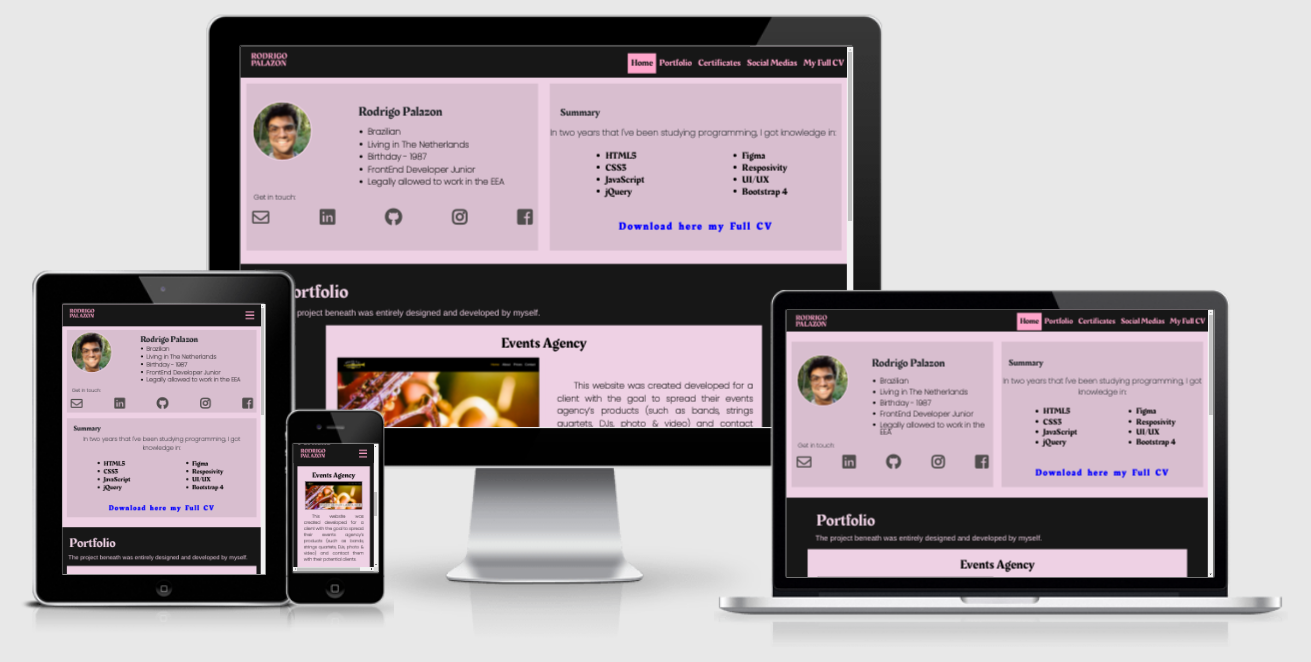 RODRIGO
PALAZON
Home Portfolio Certificates Social Medias My Full CV
Rodrigo Palazon
Brazilian
Living in The Netherlands
Birthday - 1987
FrontEnd Developer Junior
Legally allowed to work in the EEA
Get in touch:
Summary
In two years that I've been studying programming, I got knowledge in:
HTML5
CSS3
JavaScript
jQuery
Figma
Resposivity
UI/UX
Bootstrap 4
Download here my Full CV
ortfolio
project beneath was entirely designed and developed by myself.
Events Agency
This website was created developed for a
client with the goal to spread their events
agency's products (such as bands, strings
quartets, DJs, photo & video) and contact
RODRIGO
PALAZON
Rodrigo Palazon
Brazilian
Living in The Netherlands
Birthday - 1987
FrontEnd Developer Junior
Legally allowed to work in the EEA
Get in touch:
Summary
In two years that I've been studying programming, I got
knowledge in:
HTML5
CSS3
JavaScript
jQuery
Figma
Resposivity
UI/UX
Bootstrap 4
Download here my Full CV
Portfolio
The project beneath was entirely designed and developed by myself.
RODRIGO
PALAZON
Events Agency
This website was
created developed for a
client with the goal to spread
their events agency's
products (such as bands,
strings quartets, DJs, photo &
video) and contact them
with their potential clients.
RODRIGO
PALAZON
Home Portfolio Certificates Social Medias My Full CV
Rodrigo Palazon
Brazilian
Living in The Netherlands
Birthday - 1987
FrontEnd Developer Junior
Legally allowed to work in the
EEA
Get in touch:
Summary
In two years that I've been studying programming, I got
knowledge in:
HTML5
CSS3
JavaScript
jQuery
Figma
Resposivity
UI/UX
Bootstrap 4
Download here my Full CV
Portfolio
The project beneath was entirely designed and developed by myself.
Events Agency